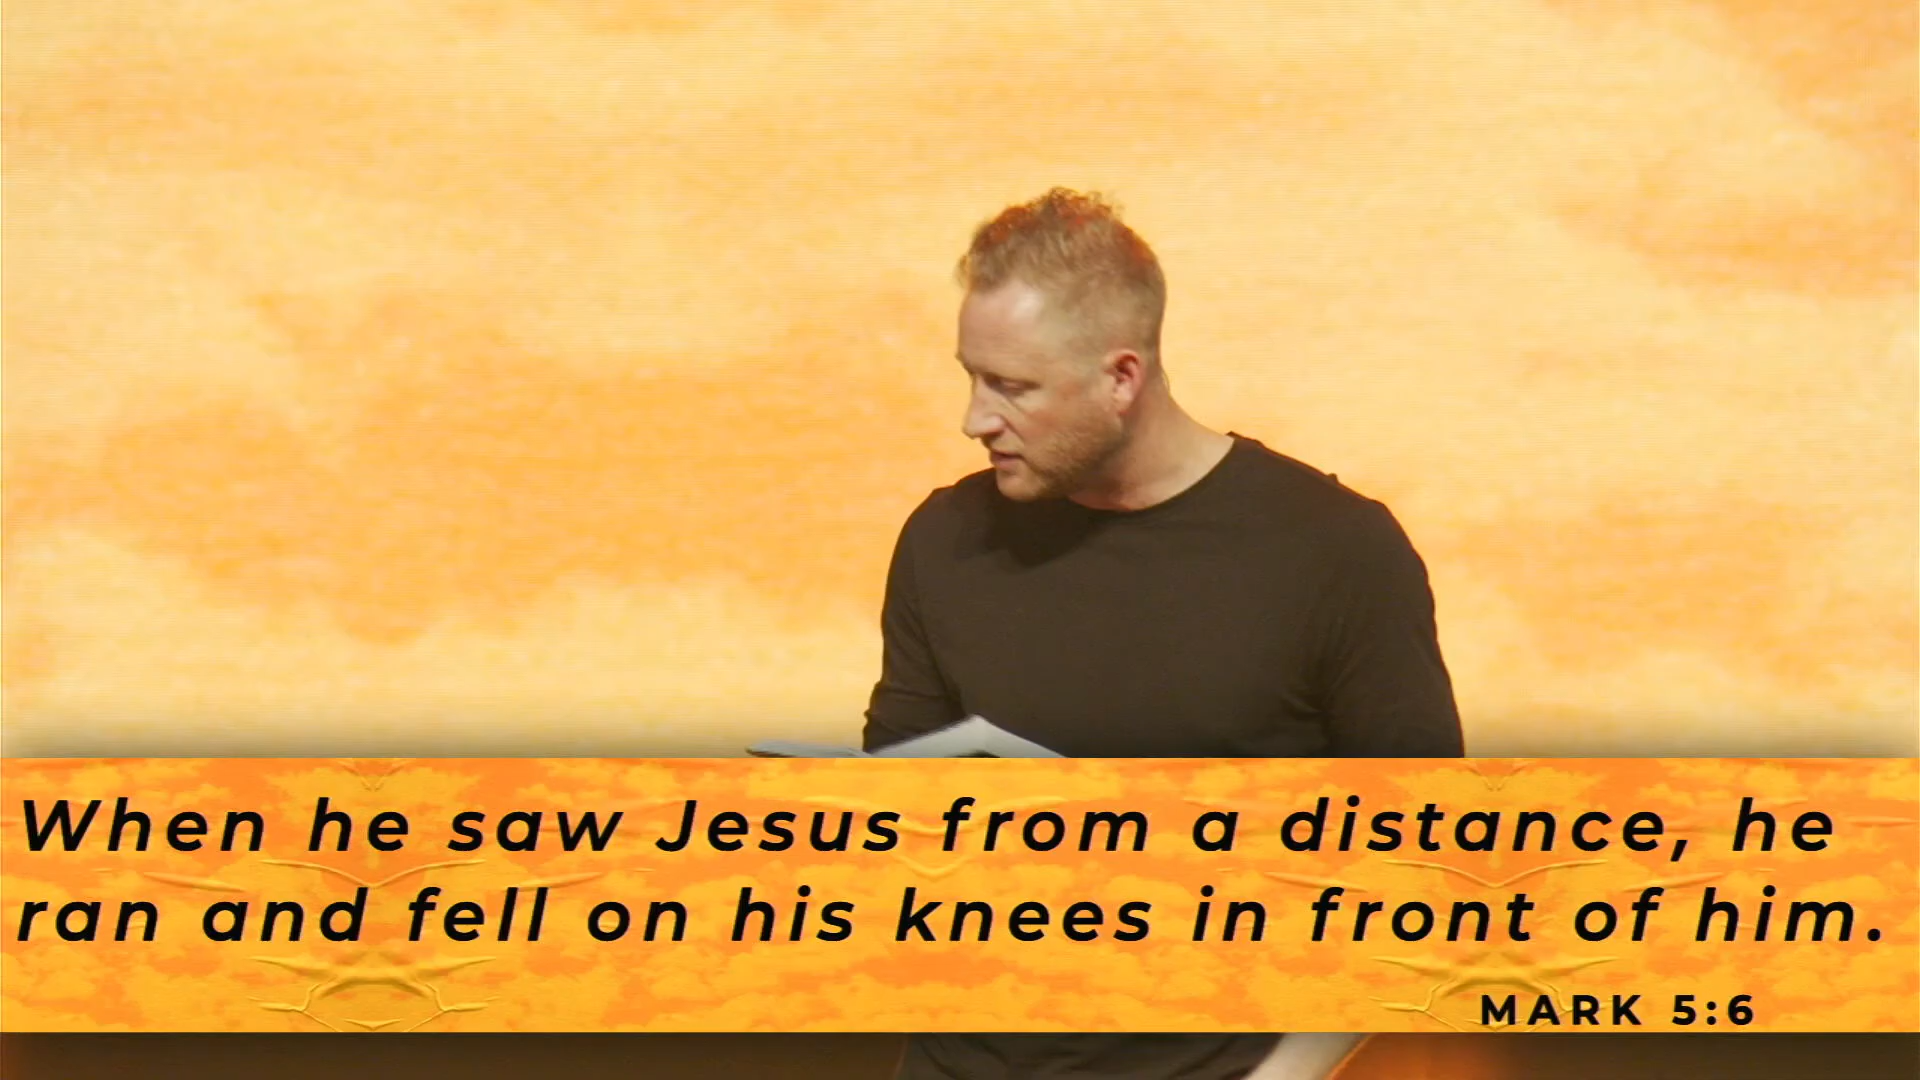 When he saw Jesus from a distance, he
ran and fell on his knees in front of him.
MARK 5:6